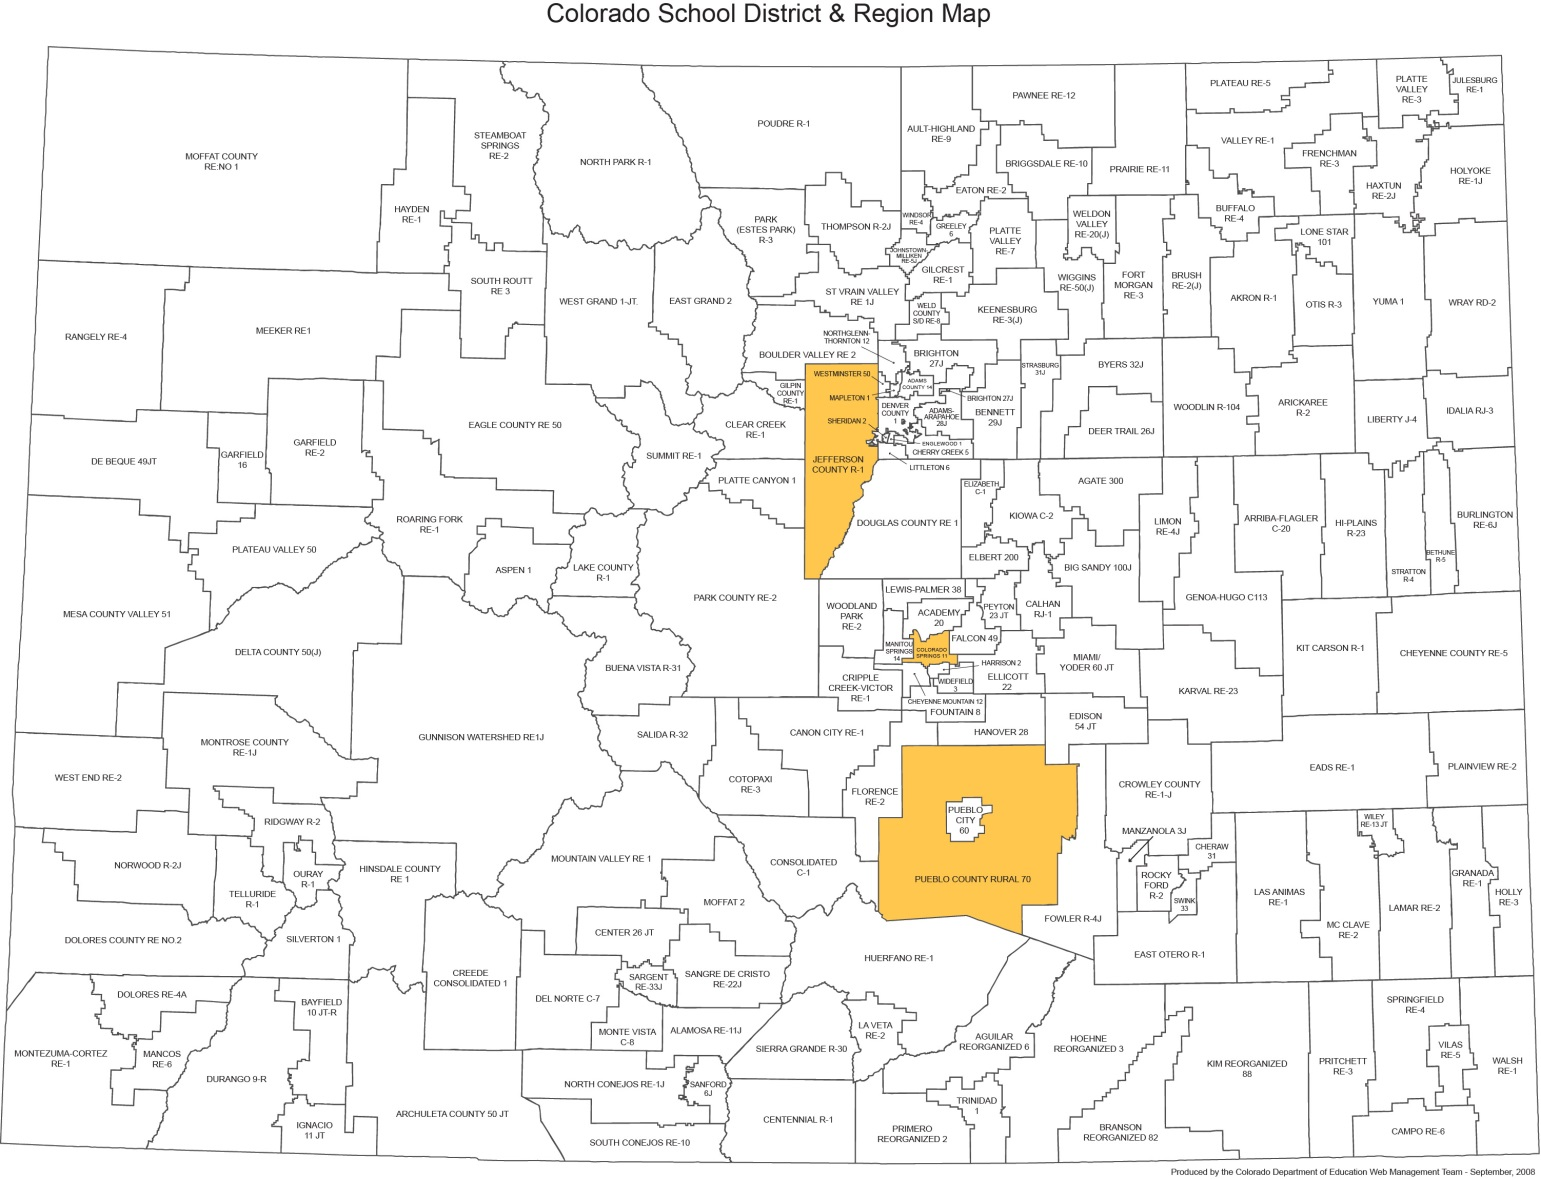 Colorado School District & Region Map
MOFFAT COUNTY
RE:NO 1
HAYDEN
RE-1
STEAMBOAT
SPRINGS
RE-2
NORTH PARK R-1
POUDRE R-1
AULT-HIGHLAND
RE-9
PAWNEE RE-12
BRIGGSDALE RE-10
PRAIRIE RE-11
PLATEAU RE-5
VALLEY RE-1
FRENCHMAN
RE-3
PLATTE
VALLEY
RE-3
JULESBURG
RE-1
HOLYOKE
RE-1J
HAXTUN
RE-2J
BUFFALO
RE-4
LONE STAR
101
EATON RE-2
WINDSOR
RE-4
GREELEY
6
PLATTE
VALLEY
RE-7
WELDON
VALLEY
RE-20(J)
PARK
(ESTES PARK)
R-3
THOMPSON R-2J
JOHNSTOWN-
MILLIKEN
RE-5J
GILCREST
RE-1
WIGGINS
RE-50(J)
FORT
MORGAN
RE-3
BRUSH
RE-2(J)
AKRON R-1
OTIS R-3
YUMA 1
WRAY RD-2
SOUTH ROUTT
RE 3
WEST GRAND 1-JT.
EAST GRAND 2
ST VRAIN VALLEY
RE 1J
WELD
COUNTY
S/D RE-8
KEENESBURG
RE-3(J)
RANGELY RE-4
MEEKER RE1
NORTHGLENN-
THORNTON 12
BOULDER VALLEY RE 2
BRIGHTON
27J
STRASBURG
31J
BYERS 32J
WESTMINSTER 50
ADAMS
COUNTY 14
GILPIN
COUNTY
RE-1
MAPLETON 1
BRIGHTON 27J
DENVER
COUNTY
1
ADAMS-
ARAPAHOE
28J
BENNETT
29J
WOODLIN R-104
ARICKAREE
R-2
LIBERTY J-4
IDALIA RJ-3
EAGLE COUNTY RE 50
CLEAR CREEK
RE-1
SHERIDAN 2
DEER TRAIL 26J
ENGLEWOOD 1
CHERRY CREEK 5
LITTLETON 6
DE BEQUE 49JT
GARFIELD
16
GARFIELD
RE-2
SUMMIT RE-1
JEFFERSON
COUNTY R-1
PLATTE CANYON 1
ELIZABETH
C-1
AGATE 300
KIOWA C-2
DOUGLAS COUNTY RE 1
LIMON
RE-4J
ARRIBA-FLAGLER
C-20
HI-PLAINS
R-23
BURLINGTON
RE-6J
ROARING FORK
RE-1
PLATEAU VALLEY 50
ASPEN 1
LAKE COUNTY
R-1
ELBERT 200
BIG SANDY 100J
STRATTON
R-4
BETHUNE
R-5
PARK COUNTY RE-2
LEWIS-PALMER 38
WOODLAND
PARK
RE-2
ACADEMY
20
PEYTON
23 JT
CALHAN
RJ-1
GENOA-HUGO C113
MESA COUNTY VALLEY 51
DELTA COUNTY 50(J)
BUENA VISTA R-31
MANITOU
SPRINGS
14
COLORADO
SPRINGS 11
FALCON 49
KIT CARSON R-1
CHEYENNE COUNTY RE-5
CRIPPLE
CREEK-VICTOR
RE-1
HARRISON 2
WIDEFIELD
3
ELLICOTT
22
MIAMI/
YODER 60 JT
KARVAL RE-23
CHEYENNE MOUNTAIN 12
FOUNTAIN 8
HANOVER 28
EDISON
54 JT
MONTROSE COUNTY
RE-1J
GUNNISON WATERSHED RE1J
SALIDA R-32
CANON CITY RE-1
WEST END RE-2
COTOPAXI
RE-3
FLORENCE
RE-2
CROWLEY COUNTY
RE-1-J
EADS RE-1
PLAINVIEW RE-2
RIDGWAY R-2
PUEBLO
CITY
60
MANZANOLA 3J
CHERAW
31
WILEY
RE-13 JT
NORWOOD R-2J
TELLURIDE
R-1
OURAY
R-1
HINSDALE COUNTY
RE 1
MOUNTAIN VALLEY RE 1
CONSOLIDATED
C-1
PUEBLO COUNTY RURAL 70
ROCKY
FORD
R-2
SWINK
33
LAS ANIMAS
RE-1
MC CLAVE
RE-2
LAMAR RE-2
GRANADA
RE-1
HOLLY
RE-3
MOFFAT 2
FOWLER R-4J
DOLORES COUNTY RE NO.2
SILVERTON 1
CENTER 26 JT
EAST OTERO R-1
CREEDE
CONSOLIDATED 1
SARGENT
RE-33J
SANGRE DE CRISTO
RE-22J
HUERFANO RE-1
DOLORES RE-4A
BAYFIELD
10 JT-R
DEL NORTE C-7
MONTE VISTA
C-8
ALAMOSA RE-11J
LA VETA
RE-2
SPRINGFIELD
RE-4
MONTEZUMA-CORTEZ
RE-1
MANCOS
RE-6
DURANGO 9-R
SIERRA GRANDE R-30
AGUILAR
REORGANIZED 6
HOEHNE
REORGANIZED 3
KIM REORGANIZED
88
PRITCHETT
RE-3
VILAS
RE-5
WALSH
RE-1
NORTH CONEJOS RE-1J
SANFORD
6J
ARCHULETA COUNTY 50 JT
IGNACIO
11 JT
CENTENNIAL R-1
TRINIDAD
1
PRIMERO
REORGANIZED 2
BRANSON
REORGANIZED 82
CAMPO RE-6
SOUTH CONEJOS RE-10
Produced by the Colorado Department of Education Web Management Team - September, 2008